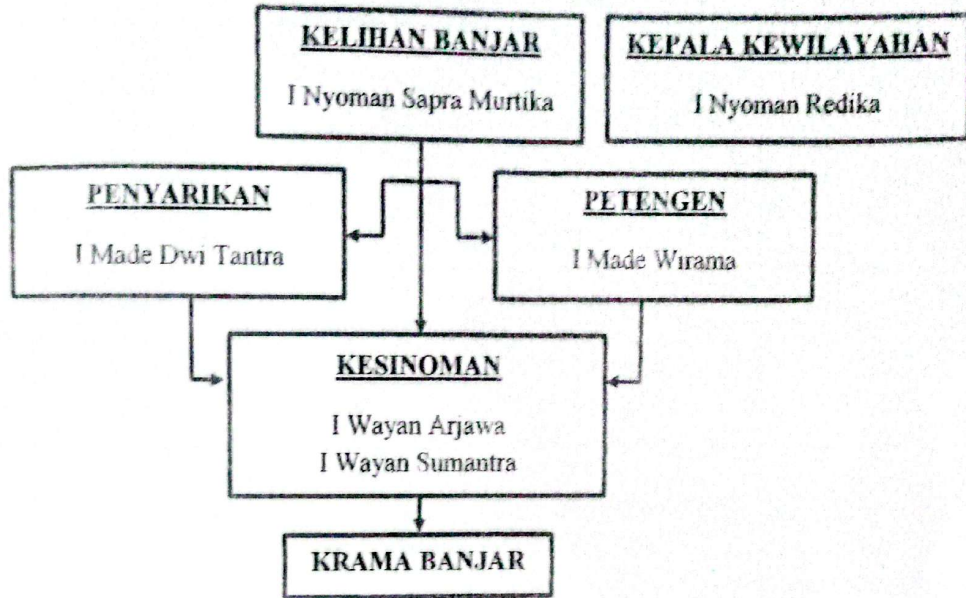 KELIHAN BANJAR
I Nyoman Sapra Murtika
KEPALA KEWILAYAHAN
I Nyoman Redika
PENYARIKAN
I Made Dwi Tantra
PETENGEN
I Made Wirama
KESINOMAN
I Wayan Arjawa
I Wayan Sumantra
KRAMA BANJAR